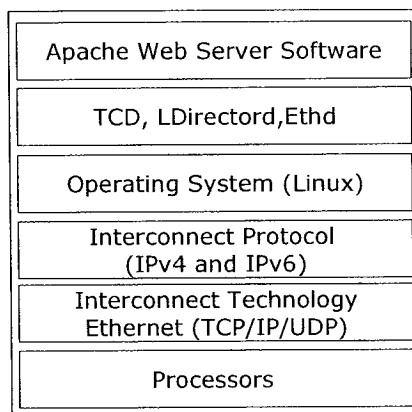 Apache Web Server Software
TCD, LDirectord,Ethd
Operating System (Linux)
Interconnect Protocol
(IPv4 and IPv6)
Interconnect Technology
Ethernet (TCP/IP/UDP)
Processors